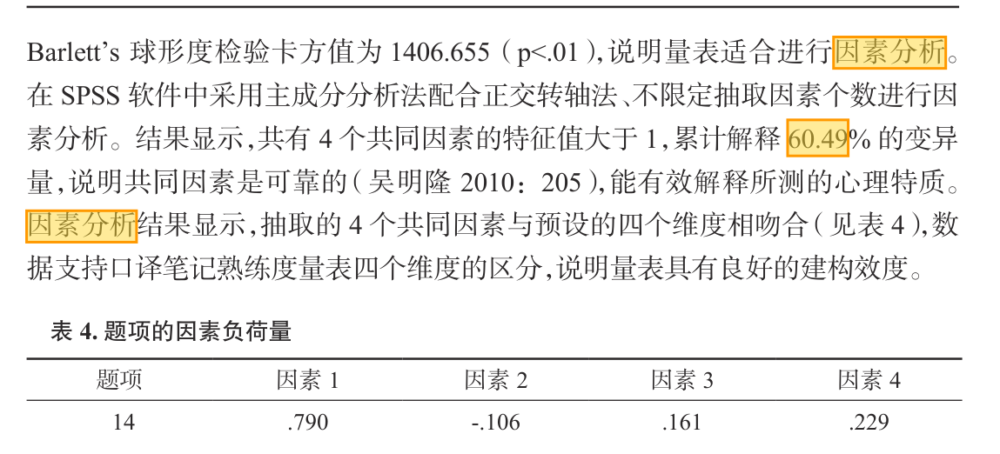 Barlett’s 球形度检验卡方值为 1406.655（p<.01），说明量表适合进行因素分析。
在 SPSS 软件中采用主成分分析法配合正交转轴法、不限定抽取因素个数进行因
素分析。结果显示，共有 4 个共同因素的特征值大于 1，累计解释 60.49% 的变异
量，说明共同因素是可靠的（吴明隆 2010：205），能有效解释所测的心理特质。
因素分析结果显示，抽取的 4 个共同因素与预设的四个维度相吻合（见表 4），数
据支持口译笔记熟练度量表四个维度的区分，说明量表具有良好的建构效度。
表 4. 题项的因素负荷量
题项 因素 1 因素 2 因素 3 因素 4
14 .790 -.106 .161 .229